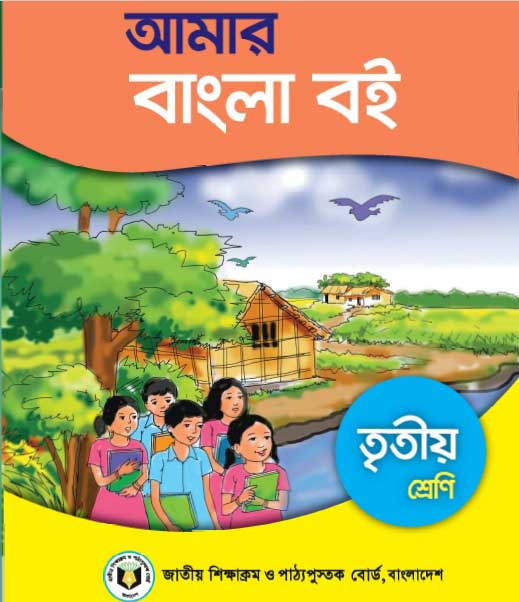 আমার
বাংলা বই
তৃতীয়
শ্রেণি
জাতীয় শিক্ষাক্রম ও পাঠ্যপুস্তক বোর্ড, বাংলাদেশ